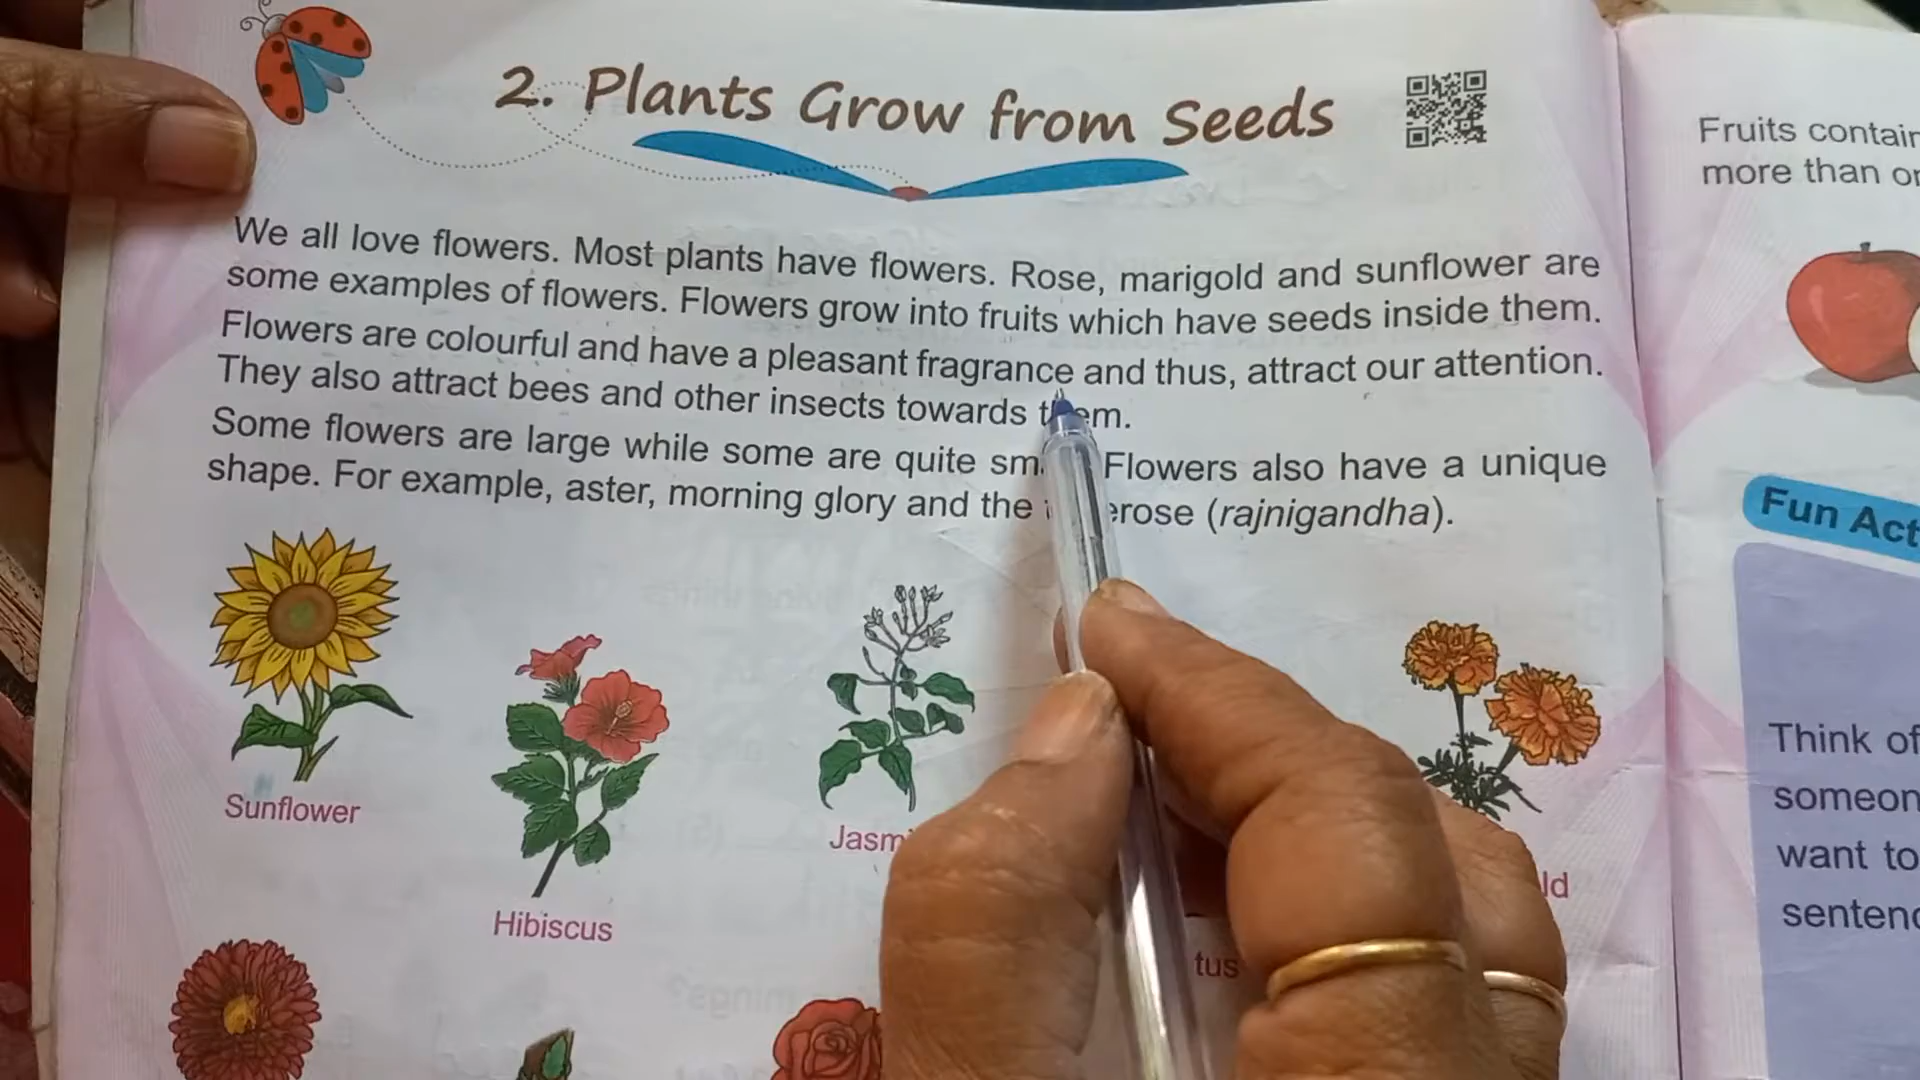 2. Plants Grow from Seeds
We all love flowers. Most plants have flowers. Rose, marigold and sunflower are
some examples of flowers. Flowers grow into fruits which have seeds inside them.
Flowers are colourful and have a pleasant fragrance and thus, attract our attention.
They also attract bees and other insects towards them.
Some flowers are large while some are quite Flowers also have a unique
shape. For example, aster, morning glory and the (rajnigandha).
Sunflower
Hibiscus
Fruits
more than
Fun
Think of
want to